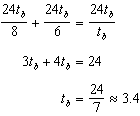 24t_b/8 + 24t_b/6 = 24t_b/t_b
3t_b + 4t_b = 24
t_b = 24/7 ≈ 3.4